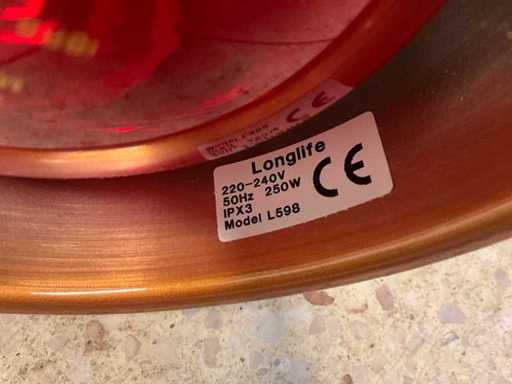 Longlife
220-240V
50Hz 250W
IPX3
Model L598
CE